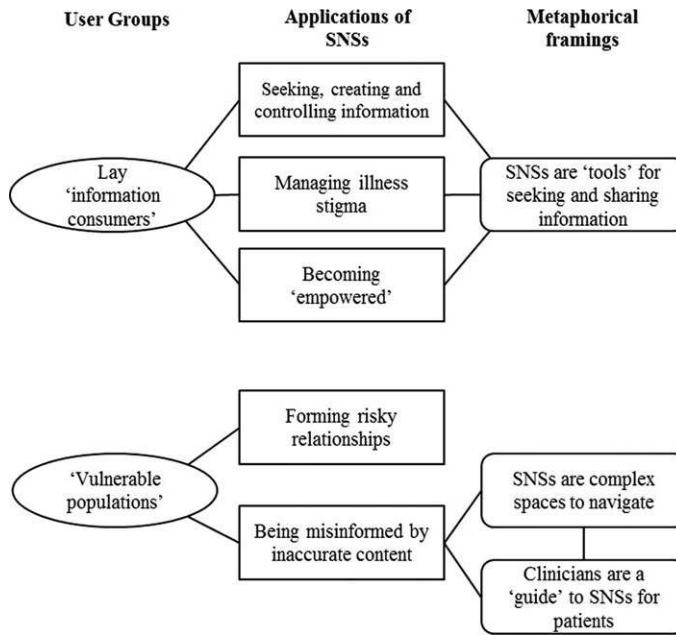 User Groups
Applications of
SNSs
Metaphorical
framings
Seeking, creating and
controlling information
Lay
‘information
consumers’
Managing illness
stigma
SNSs are ‘tools’ for
seeking and sharing
information
Becoming
‘empowered’
Forming risky
relationships
‘Vulnerable
populations’
SNSs are complex
spaces to navigate
Being misinformed by
inaccurate content
Clinicians are a
‘guide’ to SNSs for
patients